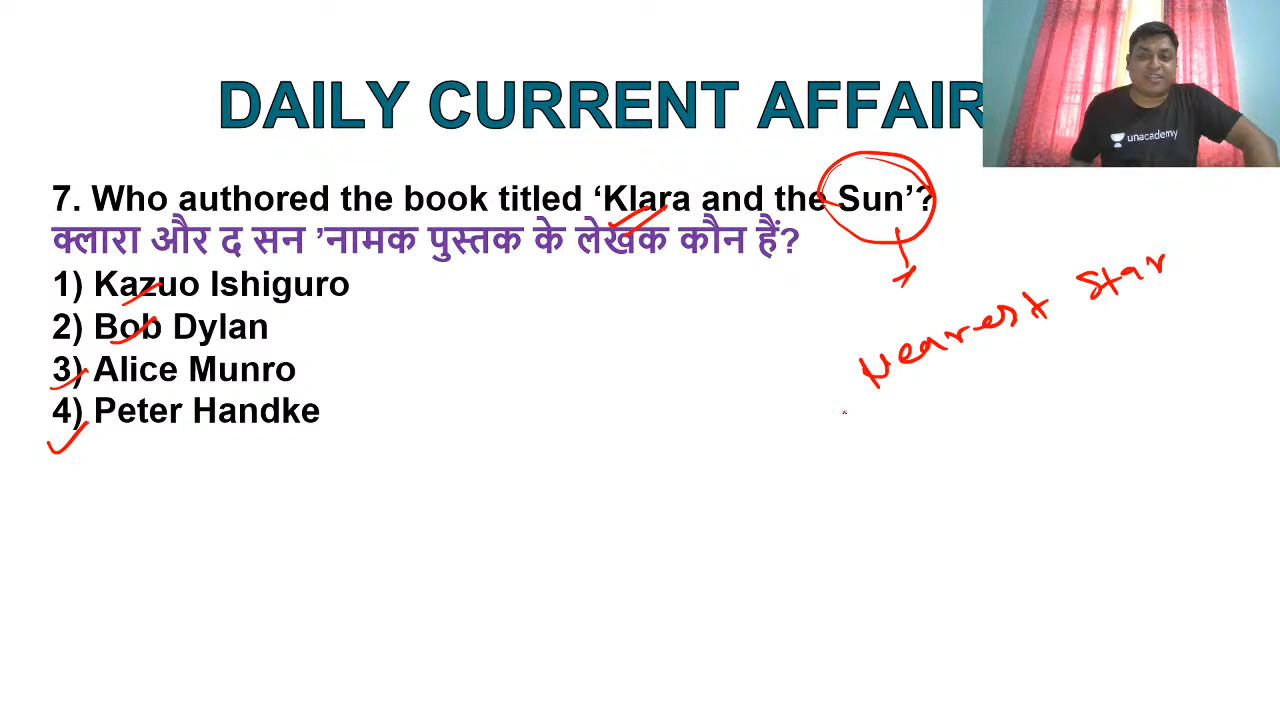 DAILY CURRENT AFFAIR
unacademy
7. Who authored the book titled ‘Klara and the Sun’?
क्लारा और द सन ’नामक पुस्तक के लेखक कौन हैं?
1) Kazuo Ishiguro
2) Bob Dylan
3) Alice Munro
4) Peter Handke
Nearest Star